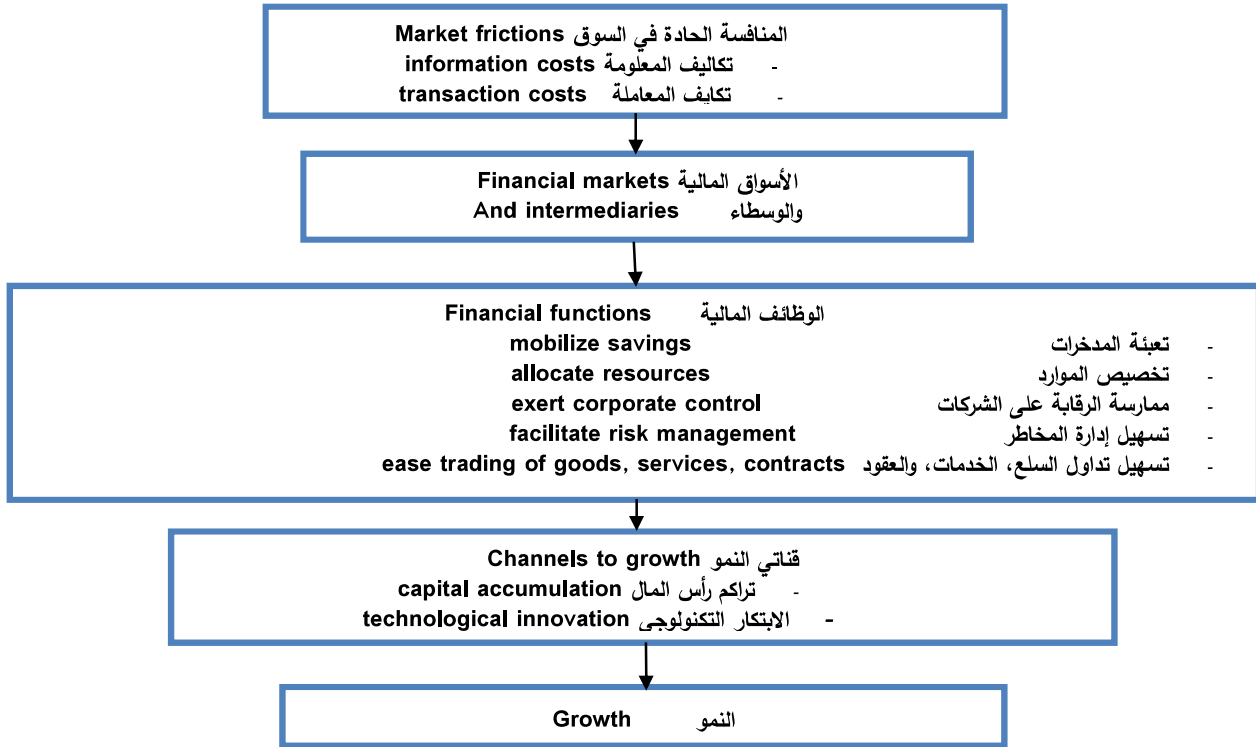 المنافسة الحادة في السوق Market frictions
- تكاليف المعلومة information costs
- تكايف المعاملة transaction costs
الأسواق المالية Financial markets
والوسطاء And intermediaries
الوظائف المالية Financial functions
- تعبئة المدخرات mobilize savings
- تخصيص الموارد allocate resources
- ممارسة الرقابة على الشركات exert corporate control
- تسهيل إدارة المخاطر facilitate risk management
- تسهيل تداول السلع، الخدمات، والعقود ease trading of goods, services, contracts
قناتي النمو Channels to growth
- تراكم رأس المال capital accumulation
- الابتكار التكنولوجي technological innovation
النمو Growth